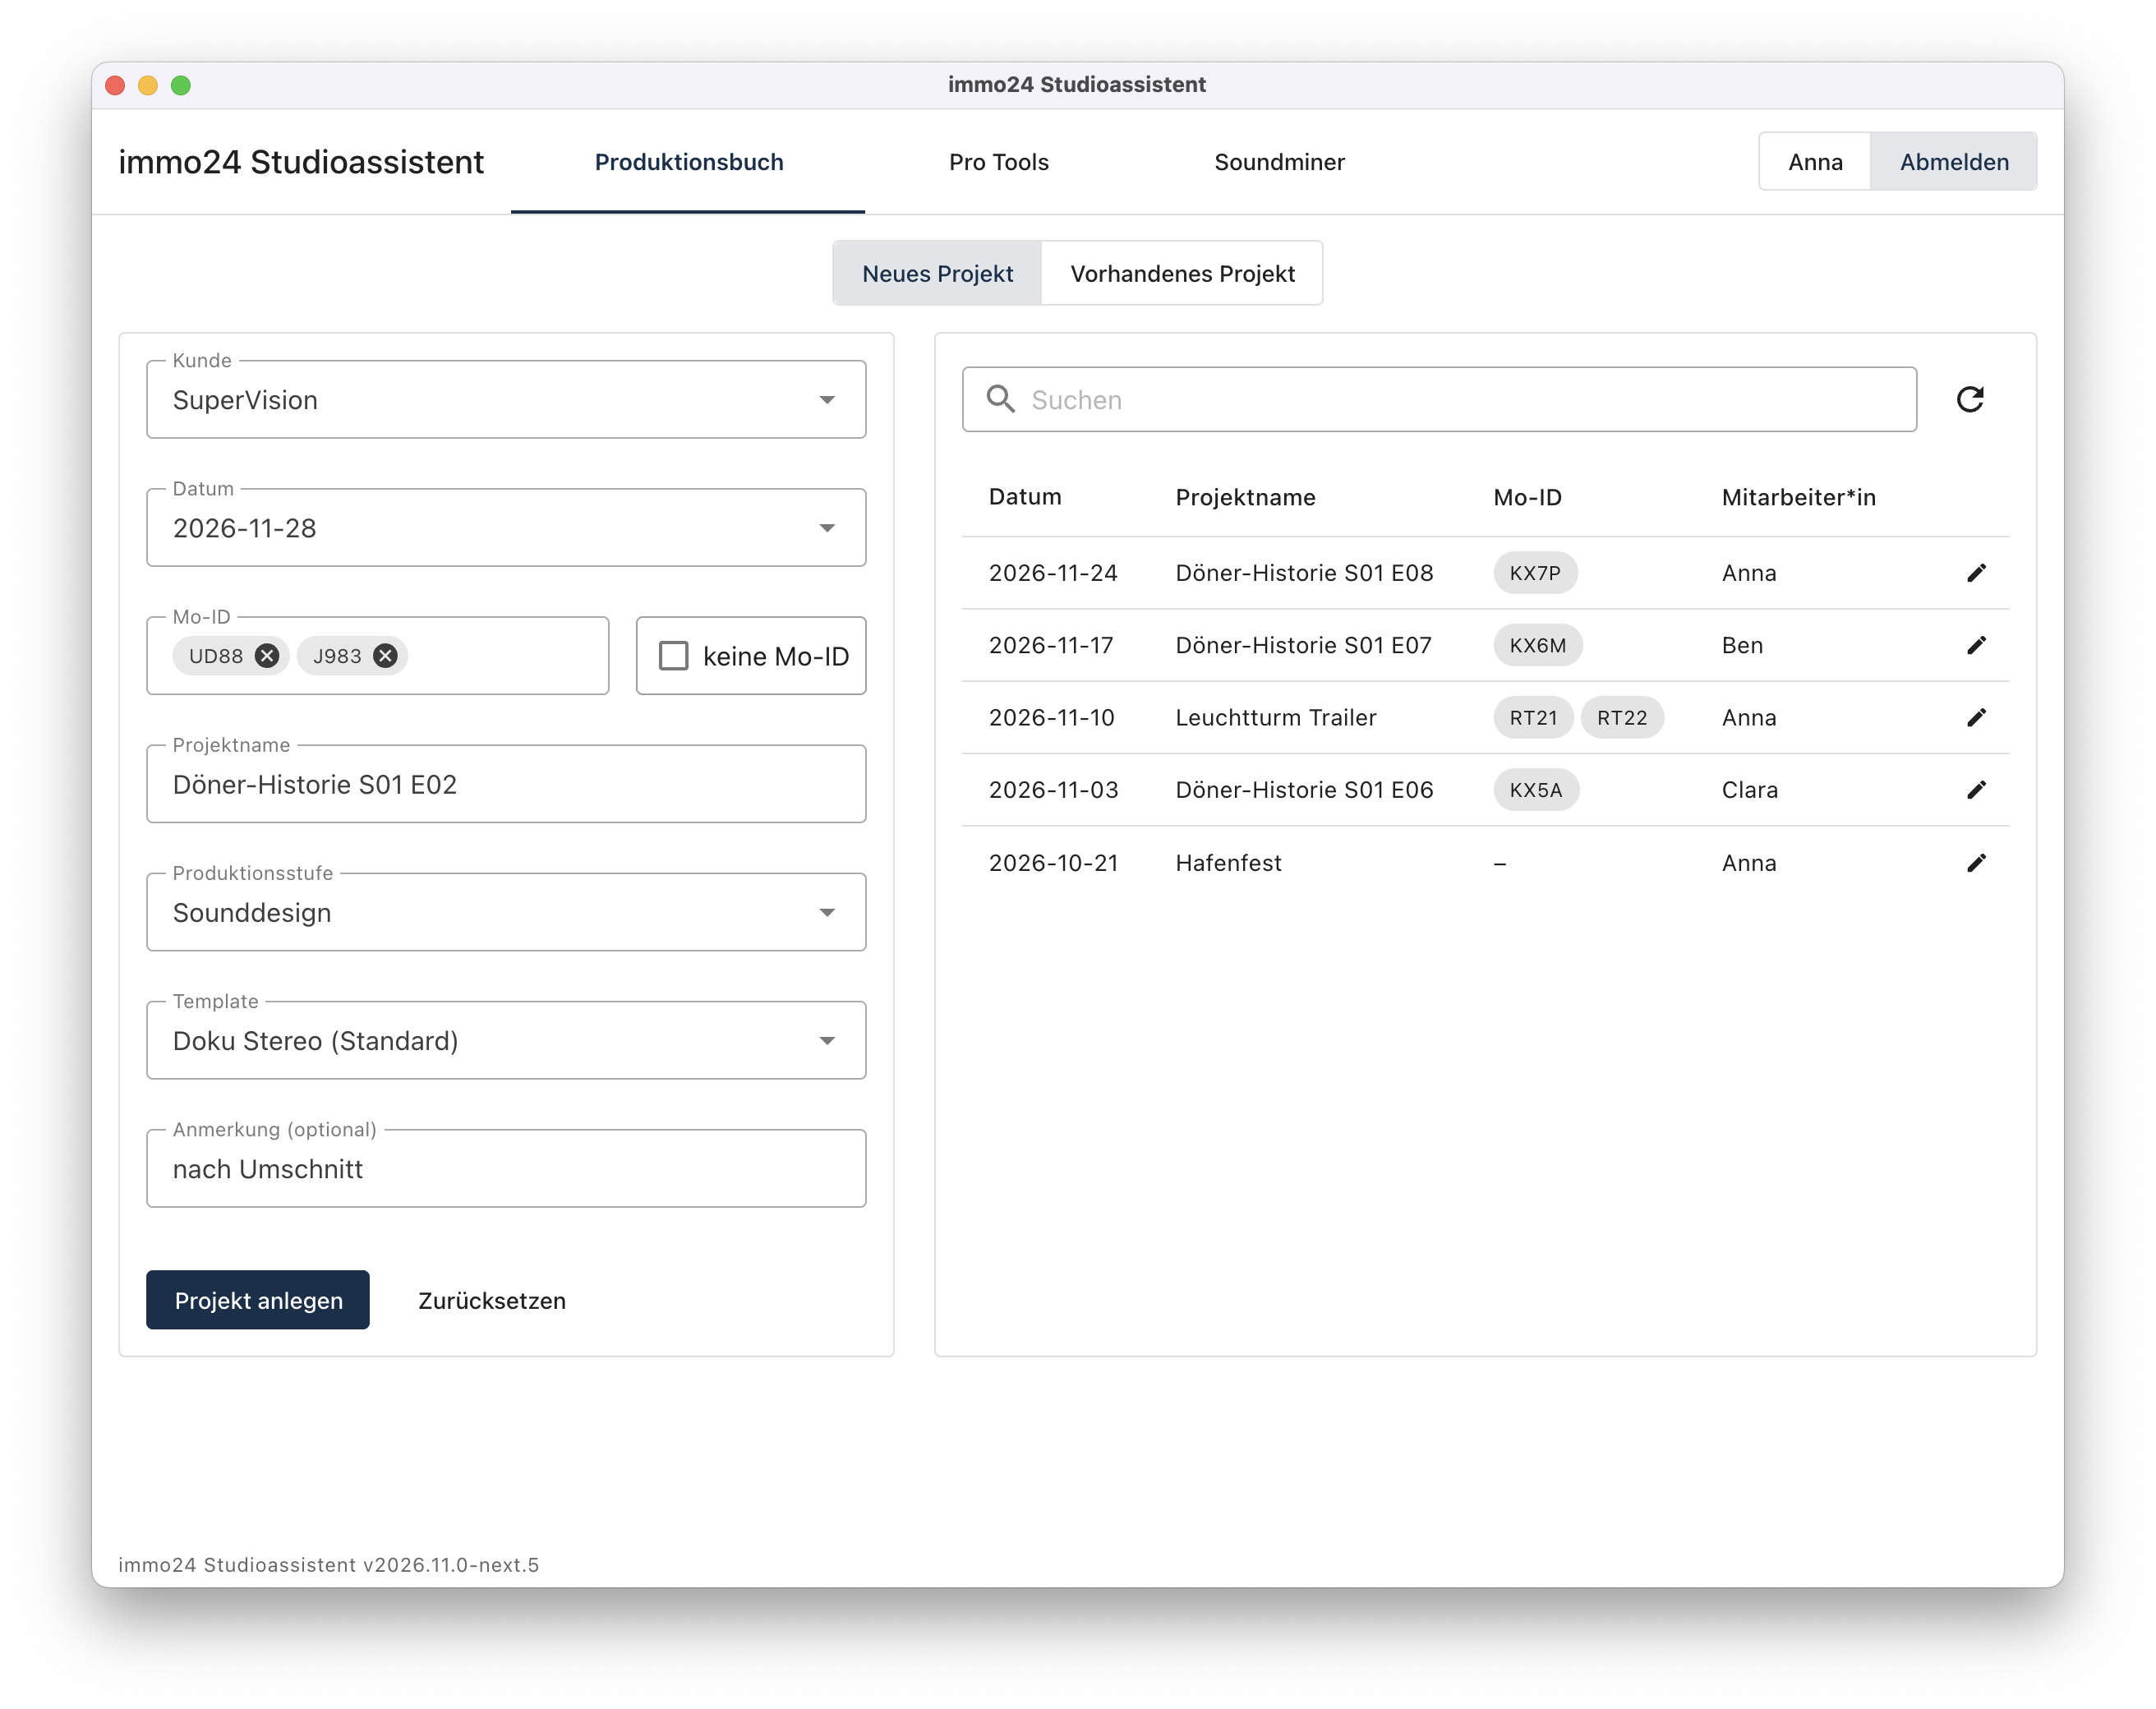 immo24 Studioassistent
immo24 Studioassistent Produktionsbuch Pro Tools Soundminer Anna Abmelden
Neues Projekt Vorhandenes Projekt
Kunde
SuperVision
Datum
2026-11-28
Mo-ID
UD88 J983 keine Mo-ID
Projektname
Döner-Historie S01 E02
Produktionsstufe
Sounddesign
Template
Doku Stereo (Standard)
Anmerkung (optional)
nach Umschnitt
Projekt anlegen Zurücksetzen
Suchen
Datum Projektname Mo-ID Mitarbeiter*in
2026-11-24 Döner-Historie S01 E08 KX7P Anna
2026-11-17 Döner-Historie S01 E07 KX6M Ben
2026-11-10 Leuchtturm Trailer RT21 RT22 Anna
2026-11-03 Döner-Historie S01 E06 KX5A Clara
2026-10-21 Hafenfest – Anna
immo24 Studioassistent v2026.11.0-next.5